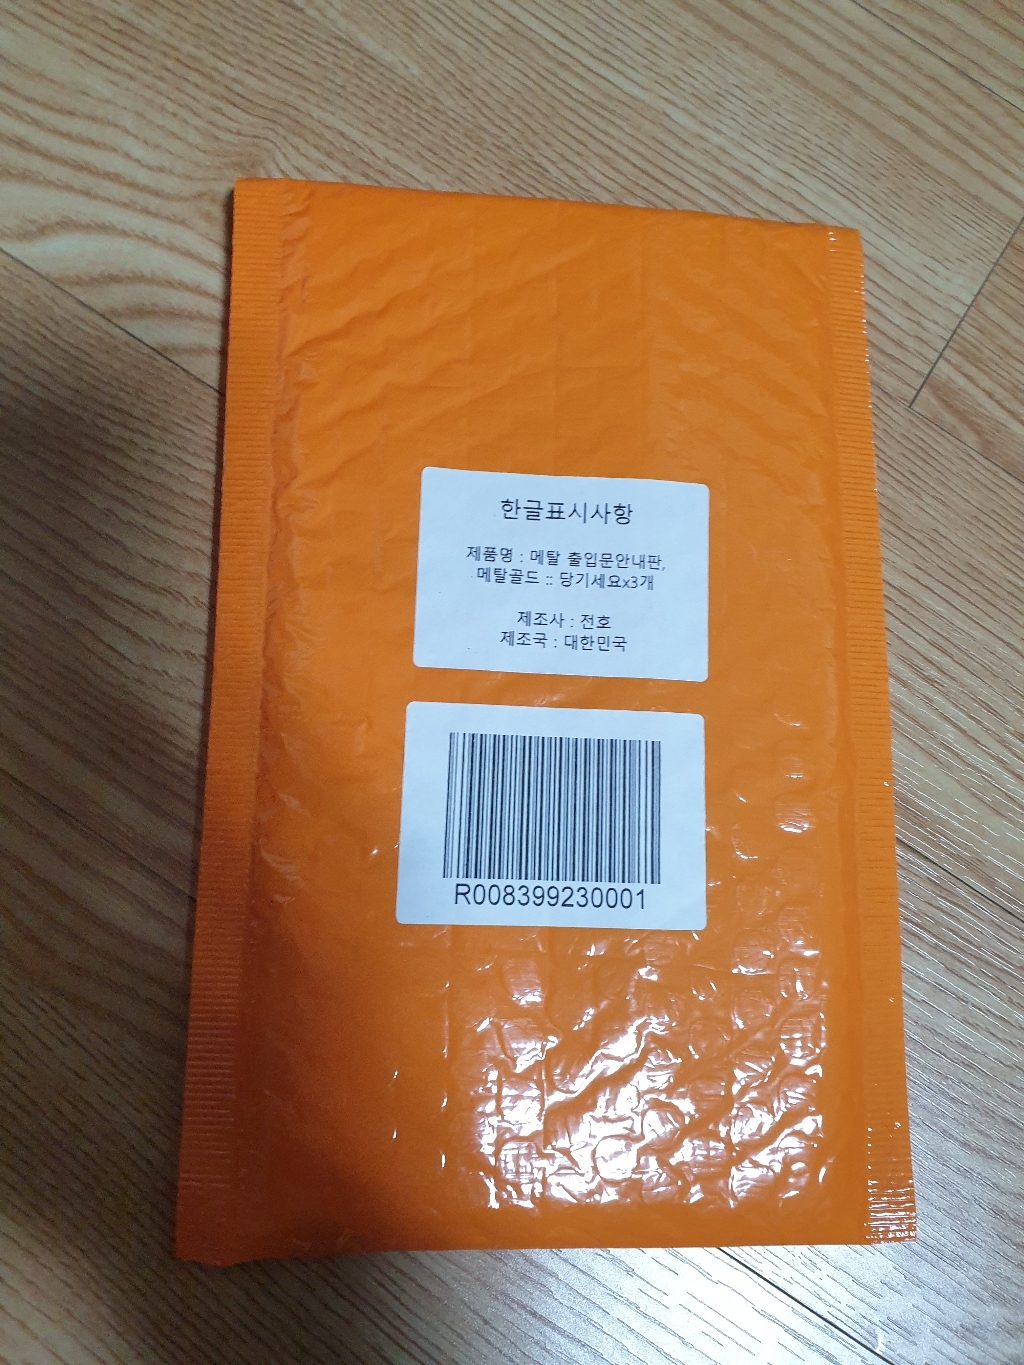 한글표시사항
제품명 : 메탈 출입문안내판,
메탈골드 :: 당기세요x3개
제조사 : 전호
제조국 : 대한민국
R008399230001